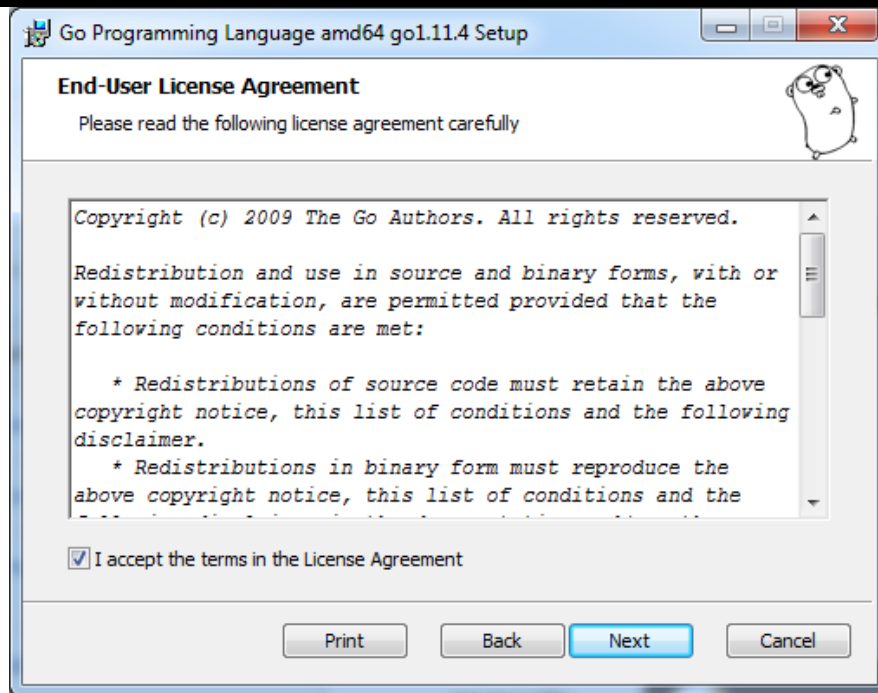 Go Programming Language amd64 go1.11.4 Setup
End-User License Agreement
Please read the following license agreement carefully
Copyright (c) 2009 The Go Authors. All rights reserved.
Redistribution and use in source and binary forms, with or
without modification, are permitted provided that the
following conditions are met:
* Redistributions of source code must retain the above
copyright notice, this list of conditions and the following
disclaimer.
* Redistributions in binary form must reproduce the
above copyright notice, this list of conditions and the
I accept the terms in the License Agreement
Print Back Next Cancel